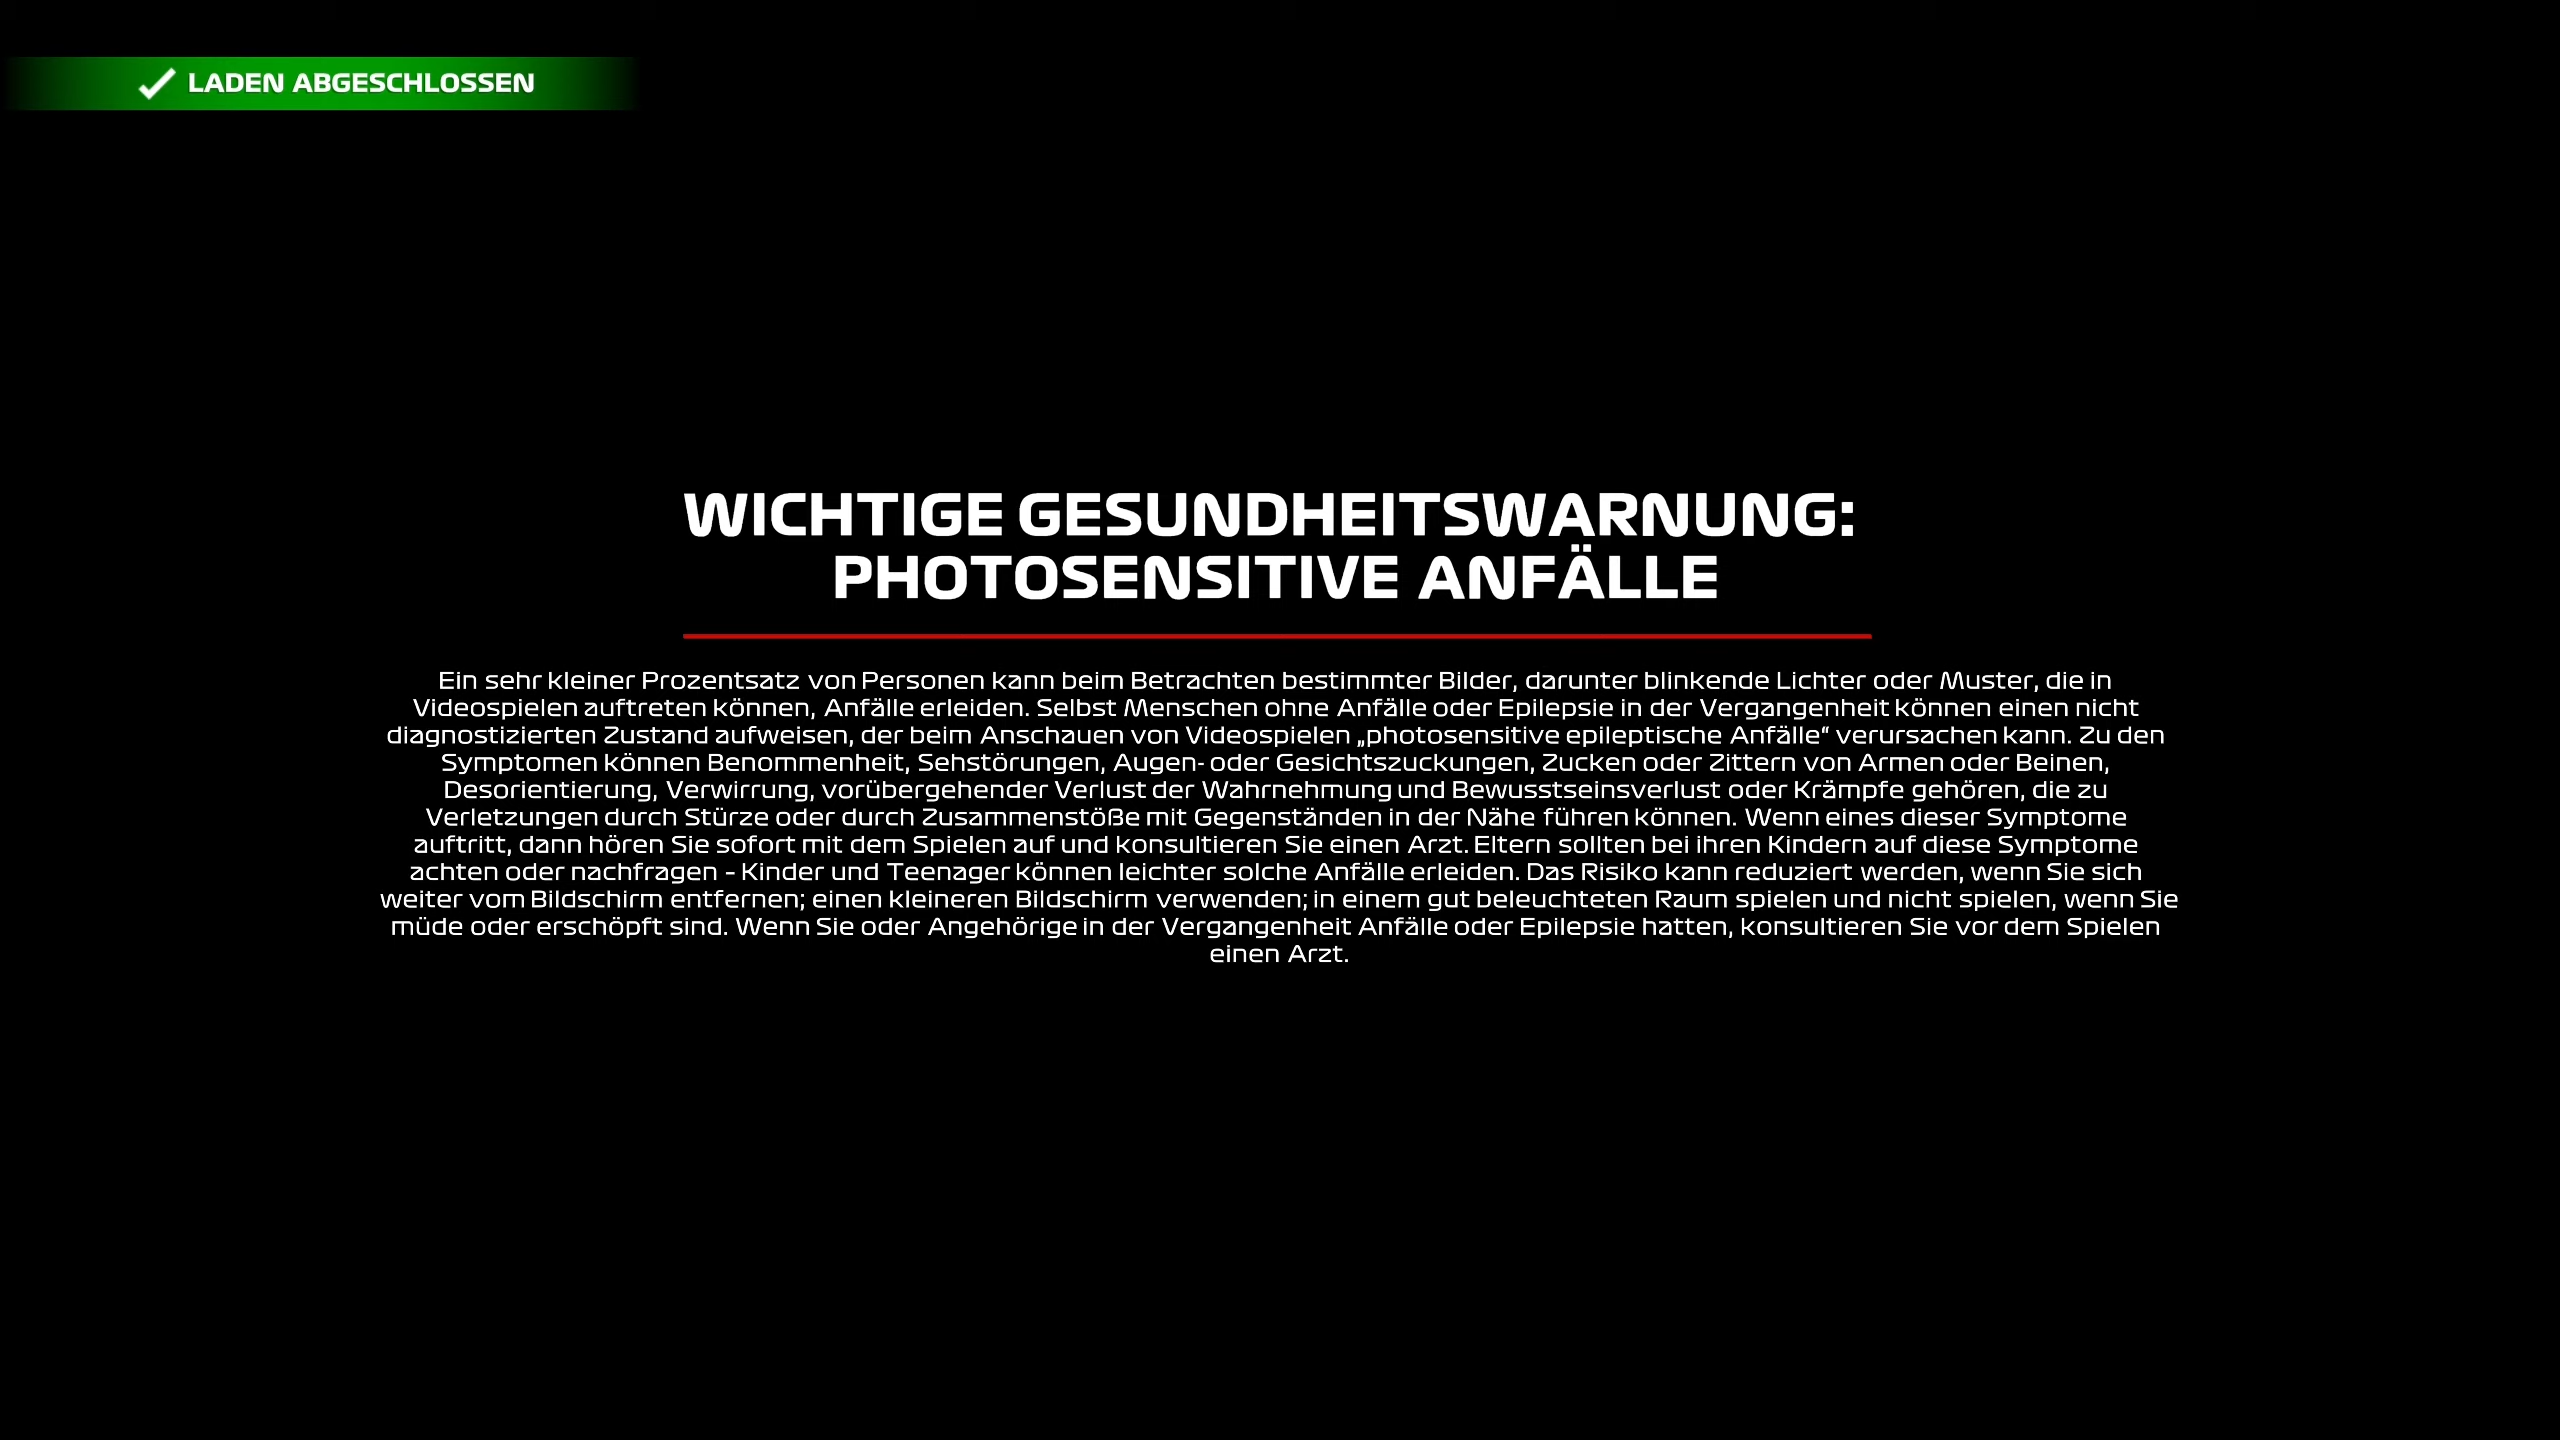 LADEN ABGESCHLOSSEN
WICHTIGE GESUNDHEITSWARNUNG:
PHOTOSENSITIVE ANFÄLLE
Ein sehr kleiner Prozentsatz von Personen kann beim Betrachten bestimmter Bilder, darunter blinkende Lichter oder Muster, die in
Videospielen auftreten können, Anfälle erleiden. Selbst Menschen ohne Anfälle oder Epilepsie in der Vergangenheit können einen nicht
diagnostizierten Zustand aufweisen, der beim Anschauen von Videospielen „photosensitive epileptische Anfälle“ verursachen kann. Zu den
Symptomen können Benommenheit, Sehstörungen, Augen- oder Gesichtszuckungen, Zucken oder Zittern von Armen oder Beinen,
Desorientierung, Verwirrung, vorübergehender Verlust der Wahrnehmung und Bewusstseinsverlust oder Krämpfe gehören, die zu
Verletzungen durch Stürze oder durch Zusammenstöße mit Gegenständen in der Nähe führen können. Wenn eines dieser Symptome
auftritt, dann hören Sie sofort mit dem Spielen auf und konsultieren Sie einen Arzt. Eltern sollten bei ihren Kindern auf diese Symptome
achten oder nachfragen – Kinder und Teenager können leichter solche Anfälle erleiden. Das Risiko kann reduziert werden, wenn Sie sich
weiter vom Bildschirm entfernen; einen kleineren Bildschirm verwenden; in einem gut beleuchteten Raum spielen und nicht spielen, wenn Sie
müde oder erschöpft sind. Wenn Sie oder Angehörige in der Vergangenheit Anfälle oder Epilepsie hatten, konsultieren Sie vor dem Spielen
einen Arzt.